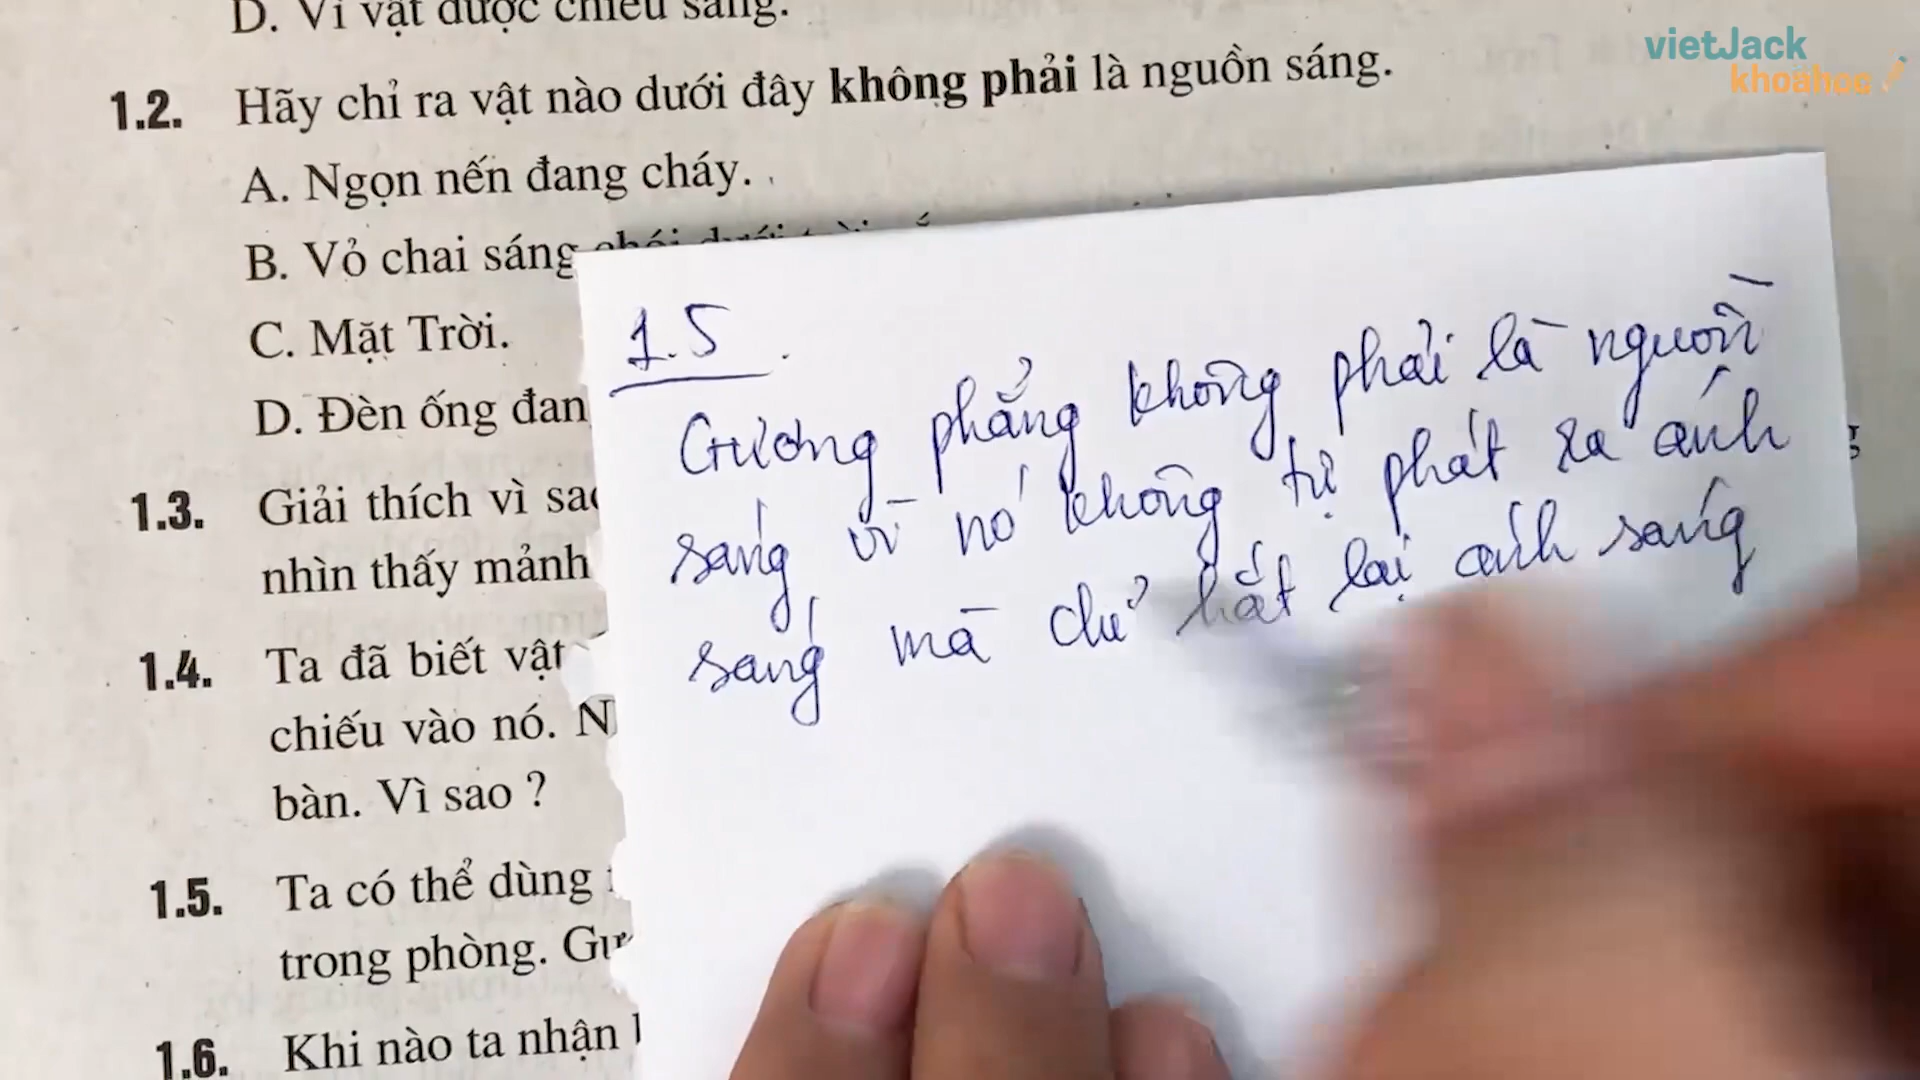 D. Vì vật được chiếu sáng.
vietJack
khoahoc
1.2. Hãy chỉ ra vật nào dưới đây không phải là nguồn sáng.
A. Ngọn nến đang cháy.
B. Vỏ chai sáng chói dưới trời
C. Mặt Trời.
D. Đèn ống đan
1.3. Giải thích vì sao
nhìn thấy mảnh
1.4. Ta đã biết vật
chiếu vào nó. N
bàn. Vì sao ?
1.5. Ta có thể dùng
trong phòng. Gư
1.6. Khi nào ta nhận
1.5
Gương phẳng không phải là nguồn
sáng vì nó không tự phát ra ánh
sáng mà chỉ hắt lại ánh sáng